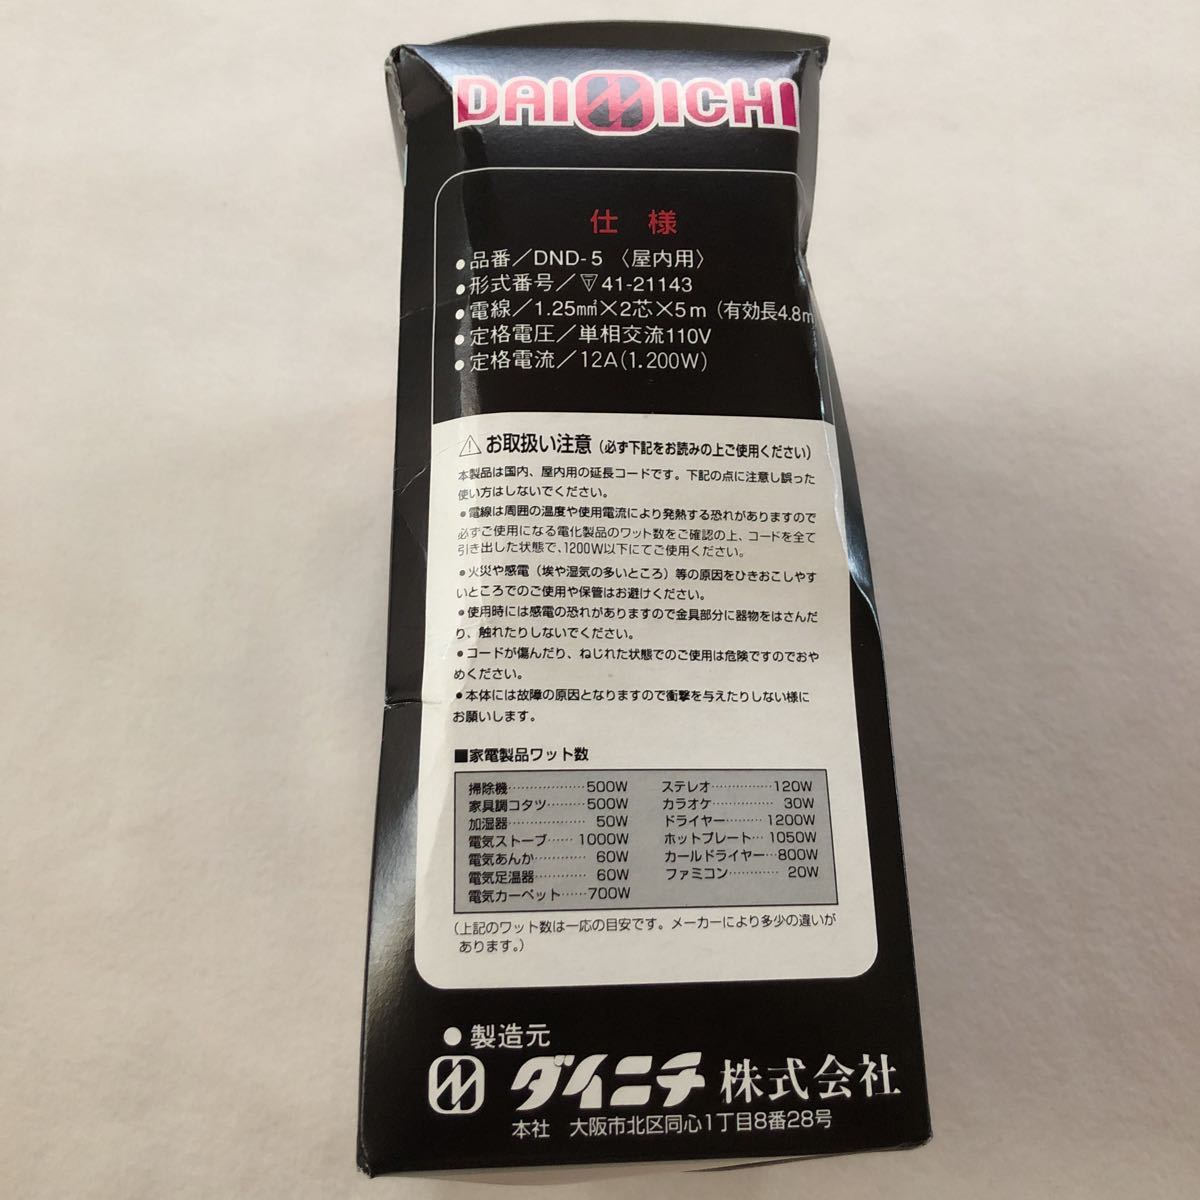 DAINICHI
仕様
●品番／DND-5〈屋内用〉
●形式番号／〒41-21143
●電線／1.25㎟×2芯×5m (有効長4.8m
●定格電圧／単相交流110V
●定格電流／12A(1.200W)
⚠お取扱い注意（必ず下記をお読みの上ご使用ください）
本製品は国内、屋内用の延長コードです。下記の点に注意し誤った
使い方はしないでください。
●電線は周囲の温度や使用電流により発熱する恐れがありますので
必ずご使用になる電化製品のワット数をご確認の上、コードを全て
引き出した状態で、1200W以下にてご使用ください。
●火災や感電（埃や湿気の多いところ）等の原因をひきおこしやす
いところでのご使用や保管はお避けください。
●使用時には感電の恐れがありますので金具部分に器物をはさんだ
り、触れたりしないでください。
●コードが傷んだり、ねじれた状態でのご使用は危険ですのでおや
めください。
●本体には故障の原因となりますので衝撃を与えたりしない様に
お願いします。
■家電製品ワット数
掃除機………………500W
家具調コタツ………500W
加湿器………………50W
電気ストーブ……1000W
電気あんか…………60W
電気足温器…………60W
電気カーペット……700W
ステレオ……………120W
カラオケ……………30W
ドライヤー………1200W
ホットプレート…1050W
カールドライヤー…800W
ファミコン…………20W
（上記のワット数は一応の目安です。メーカーにより多少の違いが
あります。）
●製造元
ダイニチ株式会社
本社 大阪市北区同心1丁目8番28号